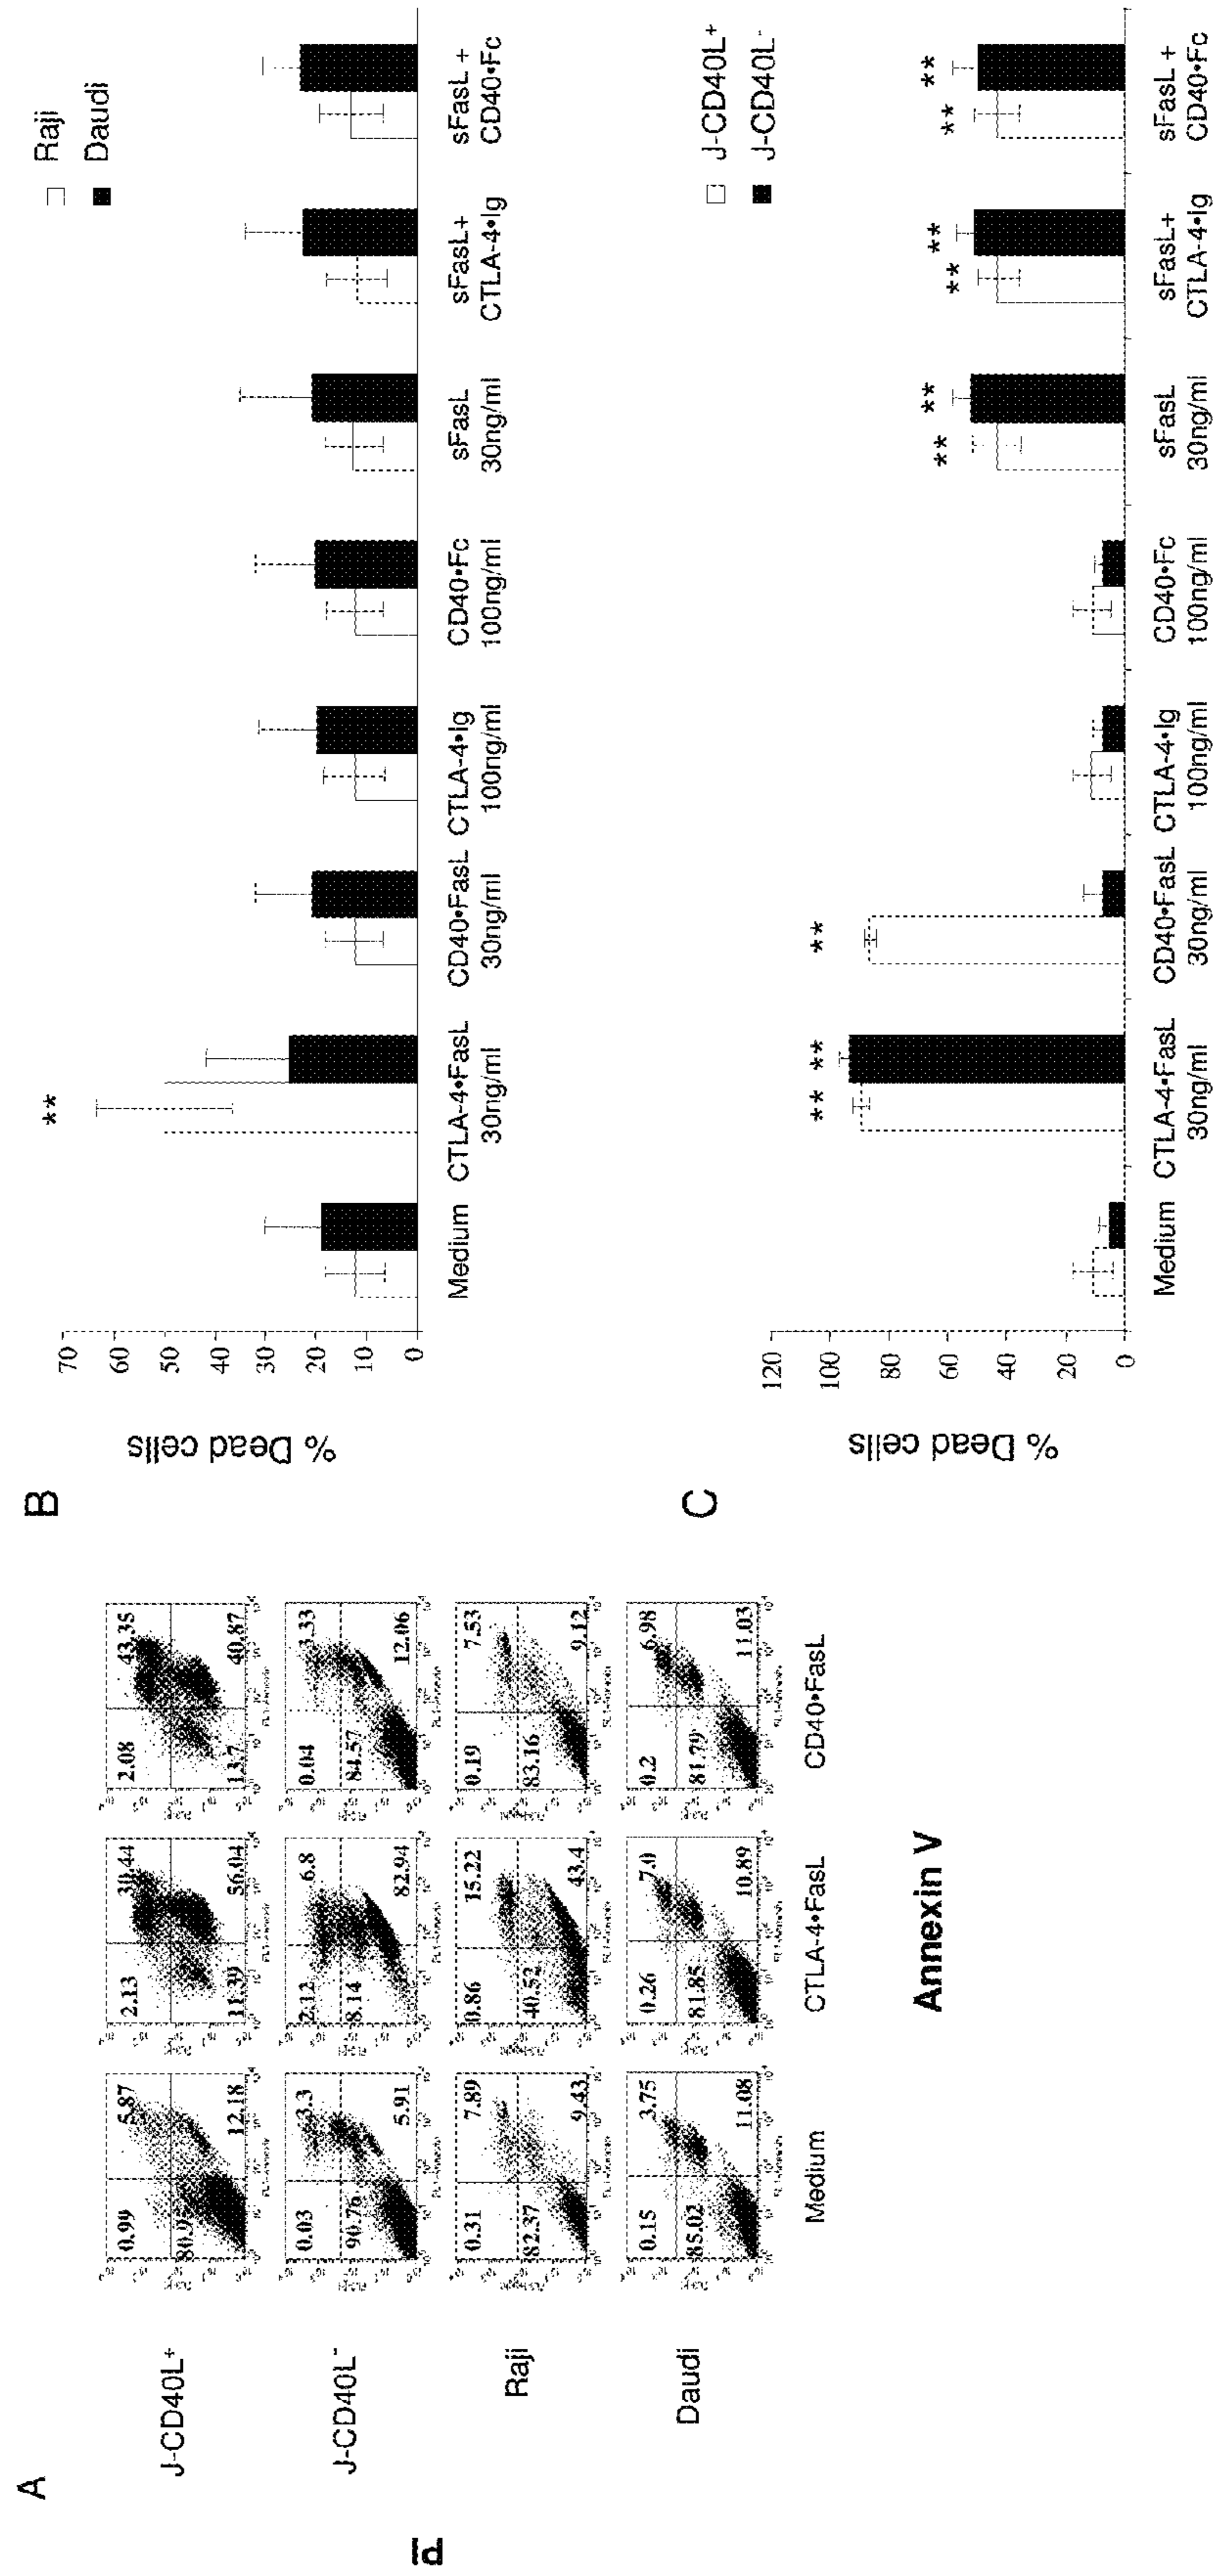 A
PI
J-CD40L+
0.99
5.87
12.18
2.13
30.44
11.39
56.04
2.08
43.35
13.7
40.87
J-CD40L-
0.03
3.3
90.76
5.91
2.12
6.8
8.14
82.94
0.04
3.33
84.57
12.06
Raji
0.31
7.89
82.37
9.43
0.86
15.22
40.52
43.4
0.19
7.53
83.16
9.12
Daudi
0.15
3.75
85.02
11.08
0.26
7.0
81.85
10.89
0.2
6.98
81.79
11.03
Medium
CTLA-4•FasL
CD40•FasL
Annexin V
B
Raji
Daudi
% Dead cells
70
60
50
40
30
20
10
0
**
Medium
CTLA-4•FasL
30ng/ml
CD40•FasL
30ng/ml
CTLA-4•Ig
100ng/ml
CD40•Fc
100ng/ml
sFasL
30ng/ml
sFasL+
CTLA-4•Ig
sFasL +
CD40•Fc
C
J-CD40L+
J-CD40L-
% Dead cells
120
100
80
60
40
20
0
** **
**
** **
** **
** **
Medium
CTLA-4•FasL
30ng/ml
CD40•FasL
30ng/ml
CTLA-4•Ig
100ng/ml
CD40•Fc
100ng/ml
sFasL
30ng/ml
sFasL+
CTLA-4•Ig
sFasL +
CD40•Fc